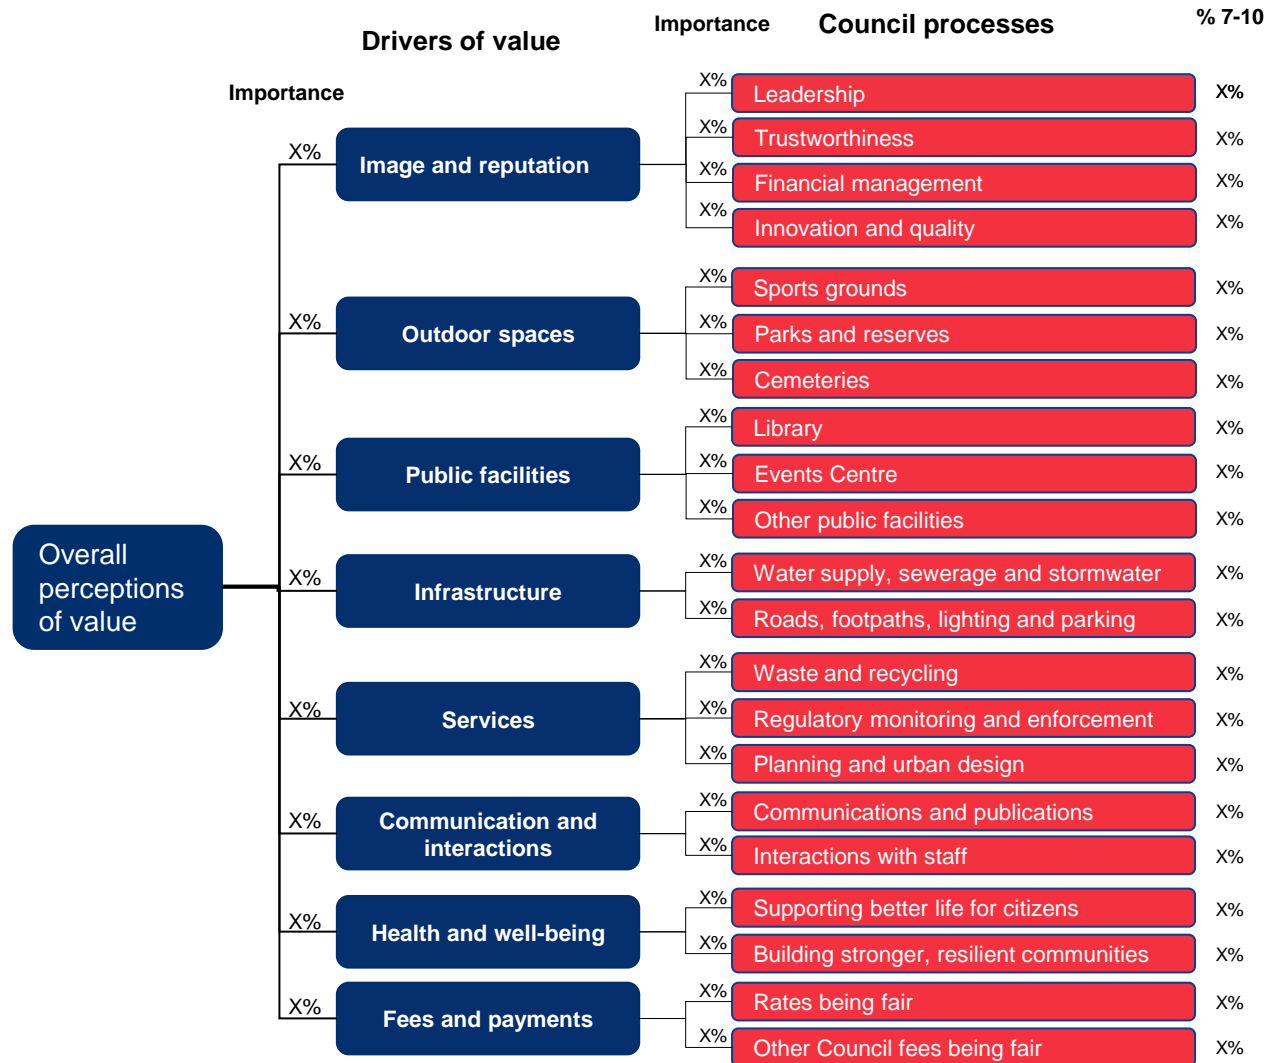 Importance Council processes % 7-10
Drivers of value
Importance
X% Leadership X%
X% Image and reputation
X% Trustworthiness X%
X% Financial management X%
X% Innovation and quality X%
X% Sports grounds X%
X% Outdoor spaces
X% Parks and reserves X%
X% Cemeteries X%
X% Library X%
X% Public facilities
X% Events Centre X%
X% Other public facilities X%
Overall
perceptions
of value
X% Infrastructure
X% Water supply, sewerage and stormwater X%
X% Roads, footpaths, lighting and parking X%
X% Waste and recycling X%
X% Services
X% Regulatory monitoring and enforcement X%
X% Planning and urban design X%
X% Communication and
interactions
X% Communications and publications X%
X% Interactions with staff X%
X% Health and well-being
X% Supporting better life for citizens X%
X% Building stronger, resilient communities X%
X% Fees and payments
X% Rates being fair X%
X% Other Council fees being fair X%